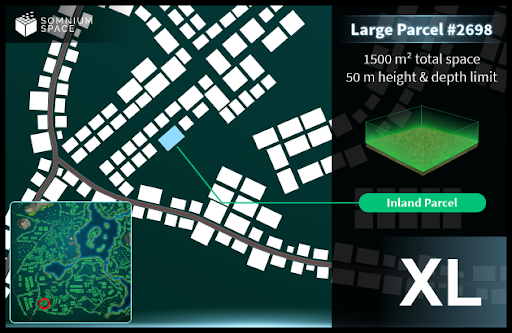 SOMNIUM
SPACE
Large Parcel #2698
1500 m² total space
50 m height & depth limit
Inland Parcel
XL